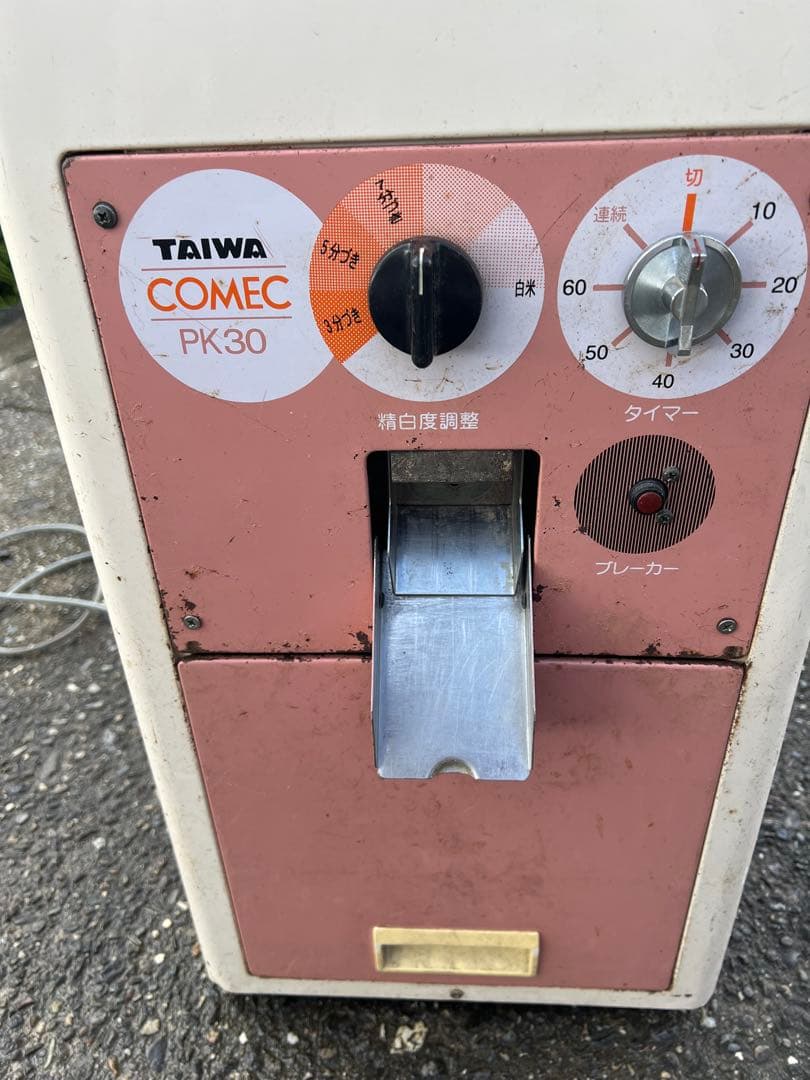 TAIWA
COMEC
PK30
7分づき
5分づき
3分づき
白米
精白度調整
切
連続
10
20
30
40
50
60
タイマー
ブレーカー